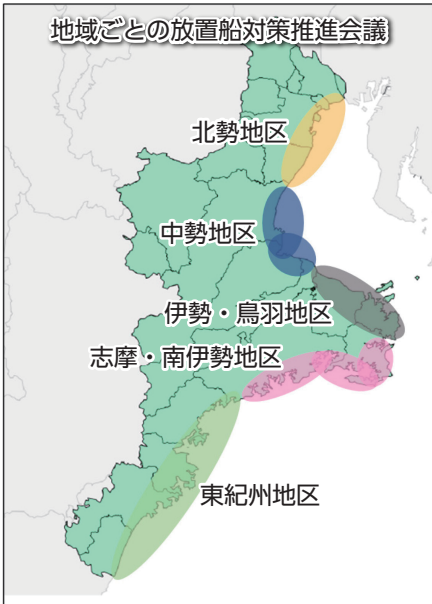 地域ごとの放置船対策推進会議
北勢地区
中勢地区
伊勢・鳥羽地区
志摩・南伊勢地区
東紀州地区